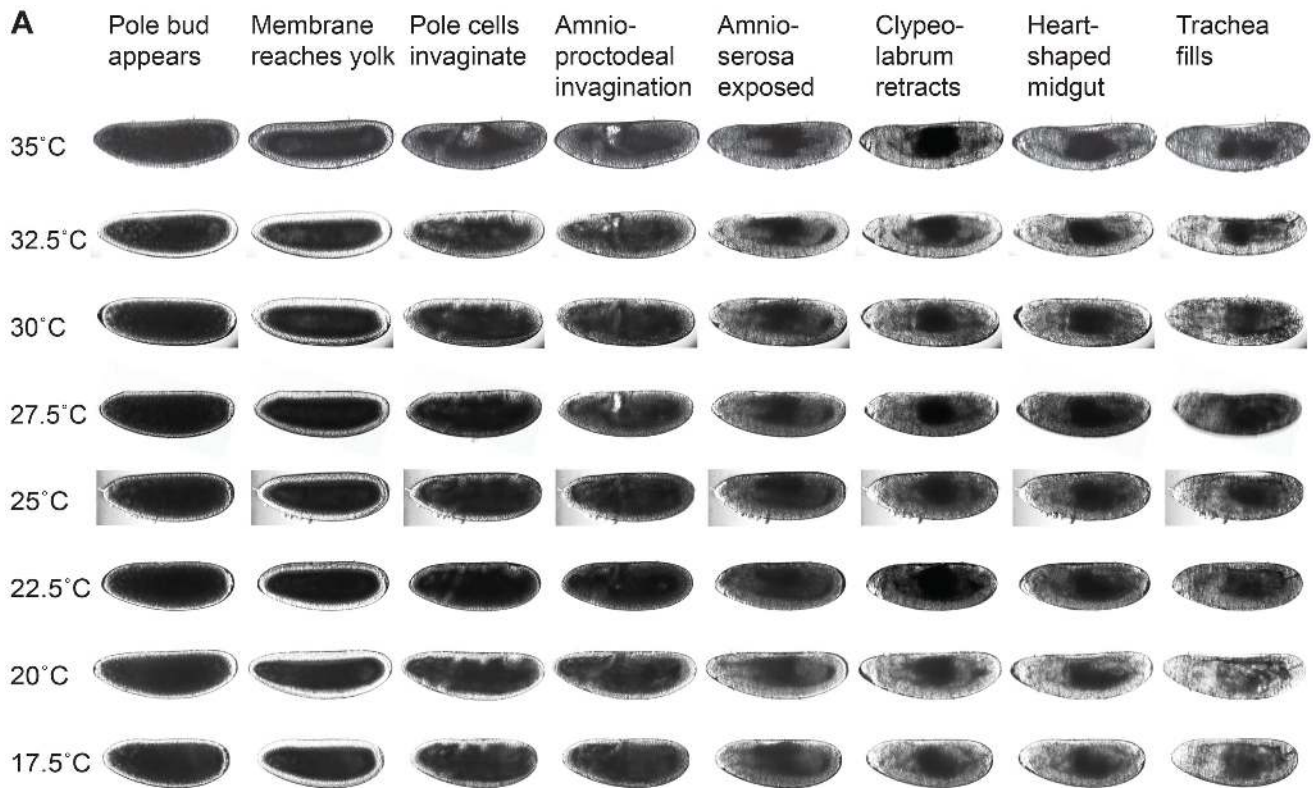 A
Pole bud
appears
Membrane
reaches yolk
Pole cells
invaginate
Amnio-
proctodeal
invagination
Amnio-
serosa
exposed
Clypeo-
labrum
retracts
Heart-
shaped
midgut
Trachea
fills
35˚C
32.5˚C
30˚C
27.5˚C
25˚C
22.5˚C
20˚C
17.5˚C